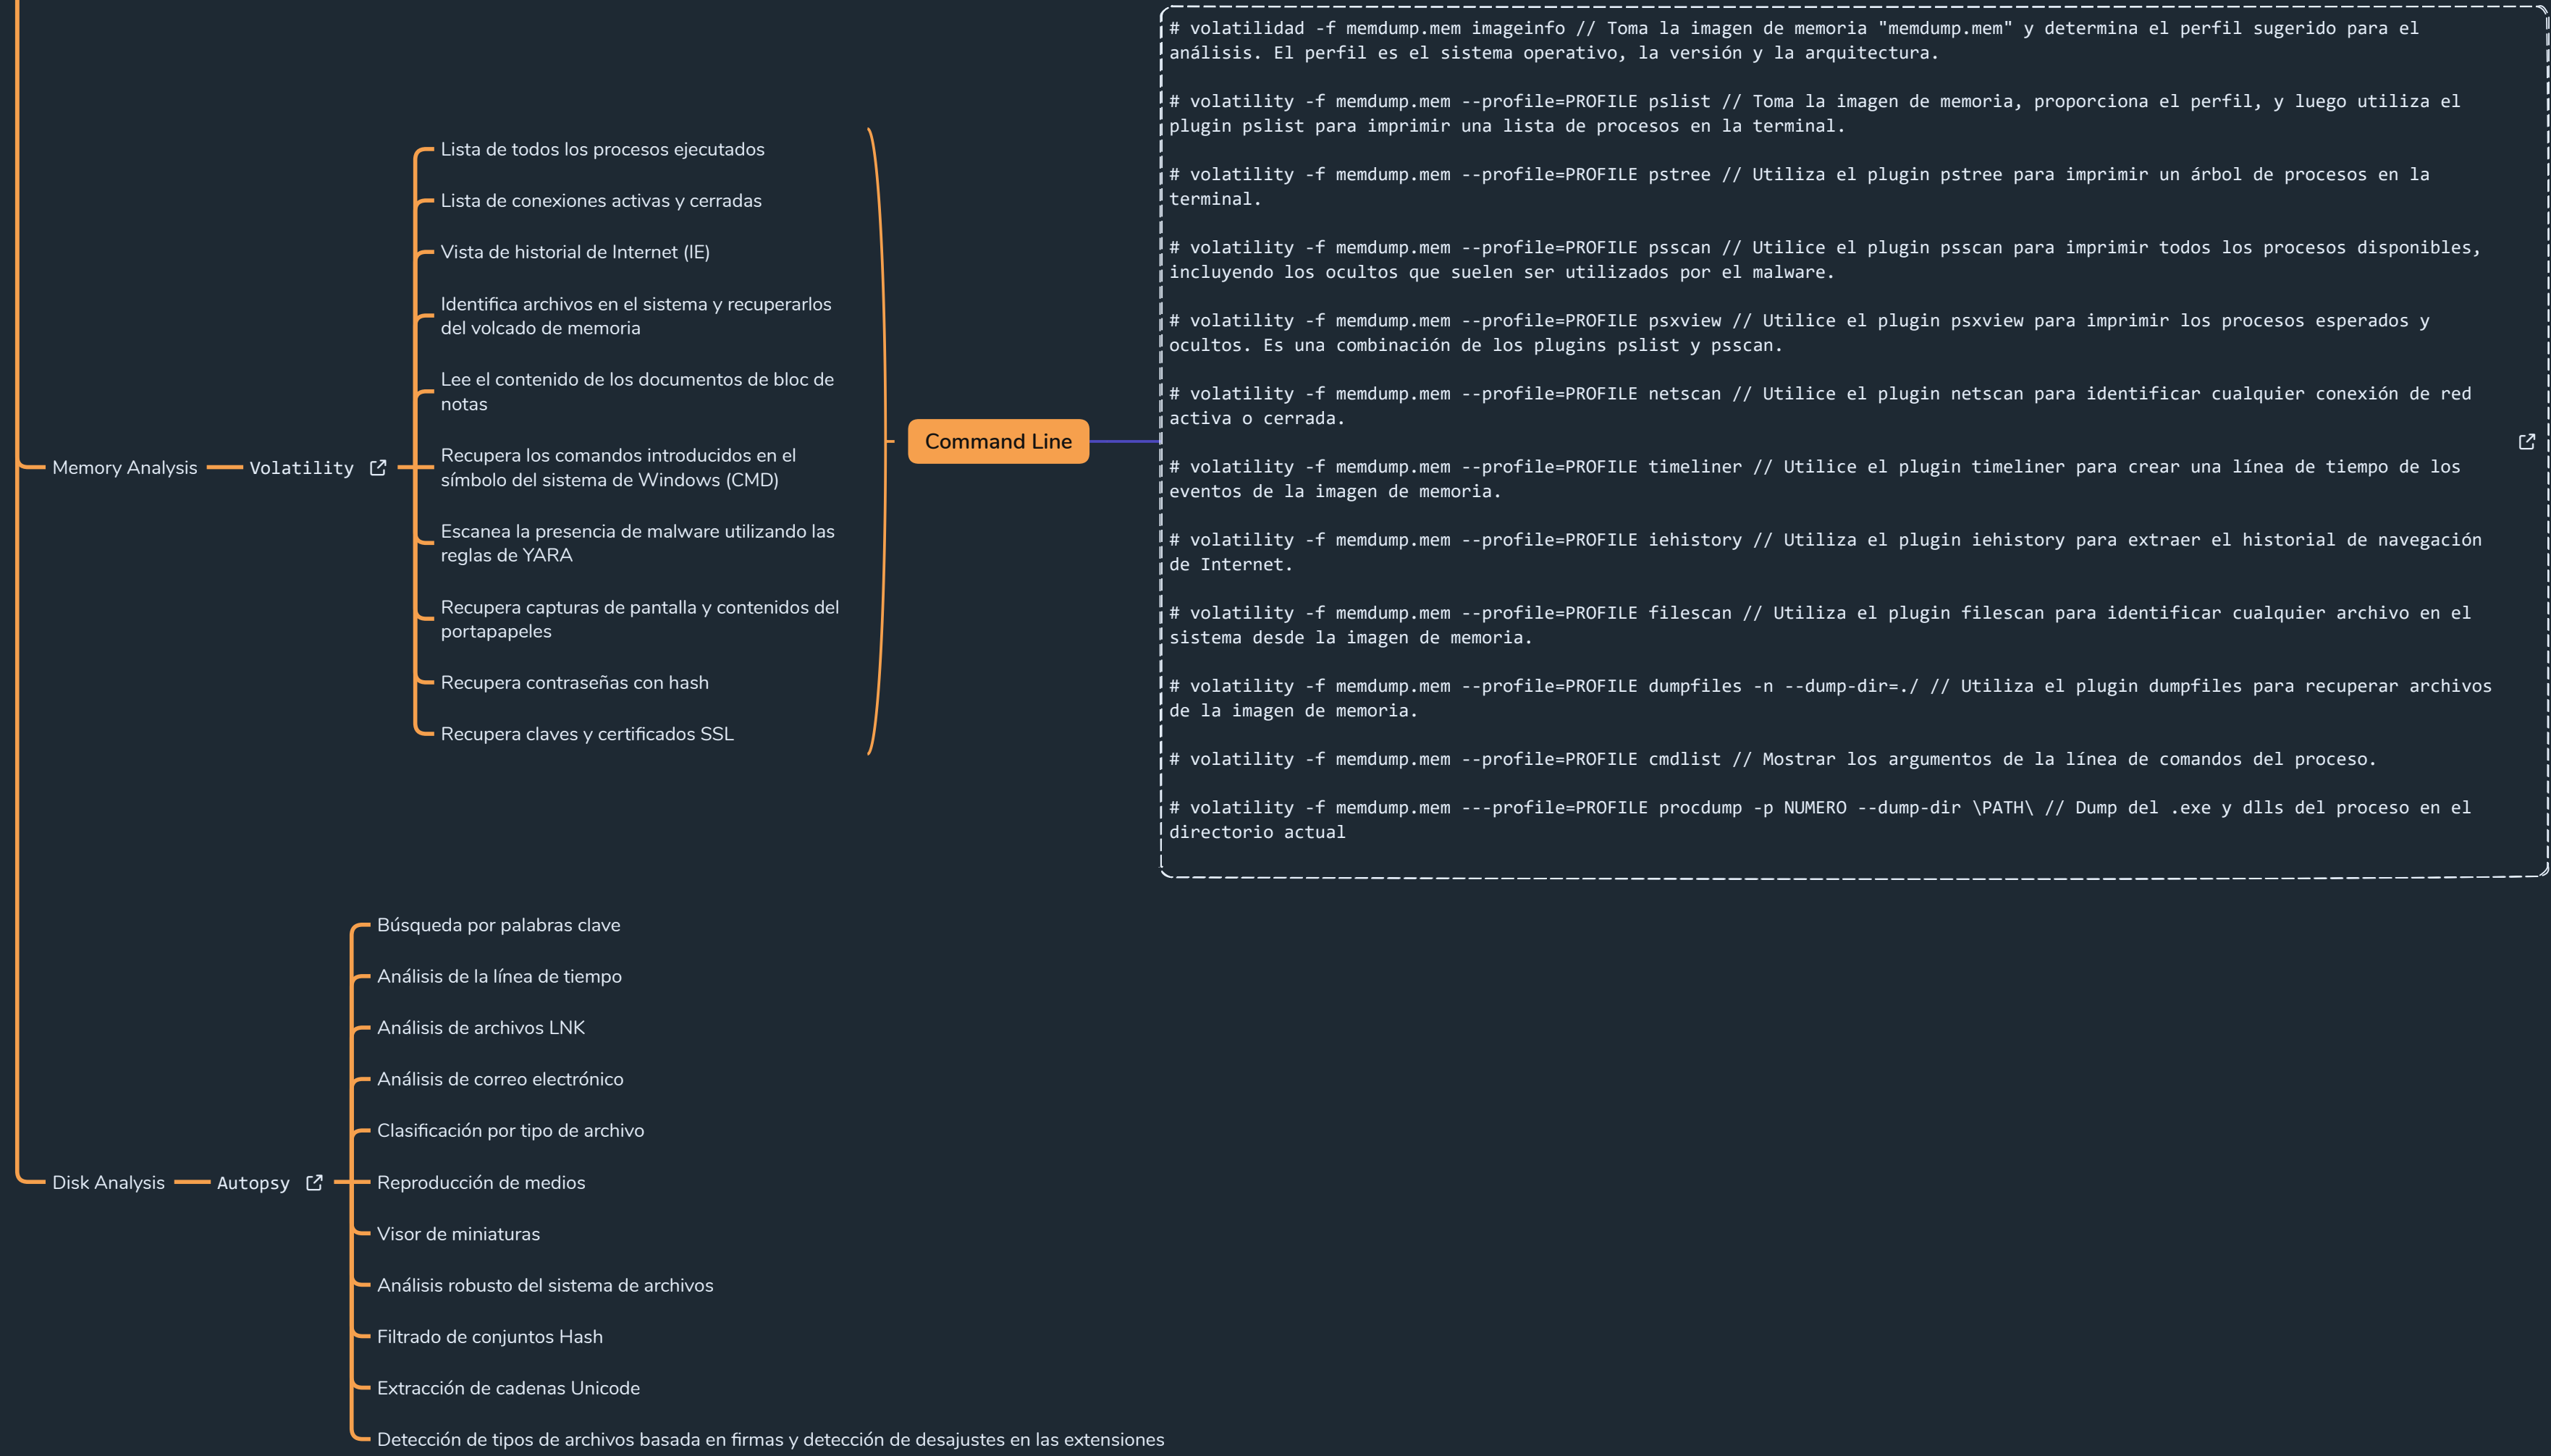 Memory Analysis
Volatility
Lista de todos los procesos ejecutados
Lista de conexiones activas y cerradas
Vista de historial de Internet (IE)
Identifica archivos en el sistema y recuperarlos
del volcado de memoria
Lee el contenido de los documentos de bloc de
notas
Recupera los comandos introducidos en el
símbolo del sistema de Windows (CMD)
Escanea la presencia de malware utilizando las
reglas de YARA
Recupera capturas de pantalla y contenidos del
portapapeles
Recupera contraseñas con hash
Recupera claves y certificados SSL
Command Line
# volatilidad -f memdump.mem imageinfo // Toma la imagen de memoria "memdump.mem" y determina el perfil sugerido para el
análisis. El perfil es el sistema operativo, la versión y la arquitectura.
# volatility -f memdump.mem --profile=PROFILE pslist // Toma la imagen de memoria, proporciona el perfil, y luego utiliza el
plugin pslist para imprimir una lista de procesos en la terminal.
# volatility -f memdump.mem --profile=PROFILE pstree // Utiliza el plugin pstree para imprimir un árbol de procesos en la
terminal.
# volatility -f memdump.mem --profile=PROFILE psscan // Utilice el plugin psscan para imprimir todos los procesos disponibles,
incluyendo los ocultos que suelen ser utilizados por el malware.
# volatility -f memdump.mem --profile=PROFILE psxview // Utilice el plugin psxview para imprimir los procesos esperados y
ocultos. Es una combinación de los plugins pslist y psscan.
# volatility -f memdump.mem --profile=PROFILE netscan // Utilice el plugin netscan para identificar cualquier conexión de red
activa o cerrada.
# volatility -f memdump.mem --profile=PROFILE timeliner // Utilice el plugin timeliner para crear una línea de tiempo de los
eventos de la imagen de memoria.
# volatility -f memdump.mem --profile=PROFILE iehistory // Utiliza el plugin iehistory para extraer el historial de navegación
de Internet.
# volatility -f memdump.mem --profile=PROFILE filescan // Utiliza el plugin filescan para identificar cualquier archivo en el
sistema desde la imagen de memoria.
# volatility -f memdump.mem --profile=PROFILE dumpfiles -n --dump-dir=./ // Utiliza el plugin dumpfiles para recuperar archivos
de la imagen de memoria.
# volatility -f memdump.mem --profile=PROFILE cmdlist // Mostrar los argumentos de la línea de comandos del proceso.
# volatility -f memdump.mem ---profile=PROFILE procdump -p NUMERO --dump-dir \PATH\ // Dump del .exe y dlls del proceso en el
directorio actual
Disk Analysis
Autopsy
Búsqueda por palabras clave
Análisis de la línea de tiempo
Análisis de archivos LNK
Análisis de correo electrónico
Clasificación por tipo de archivo
Reproducción de medios
Visor de miniaturas
Análisis robusto del sistema de archivos
Filtrado de conjuntos Hash
Extracción de cadenas Unicode
Detección de tipos de archivos basada en firmas y detección de desajustes en las extensiones